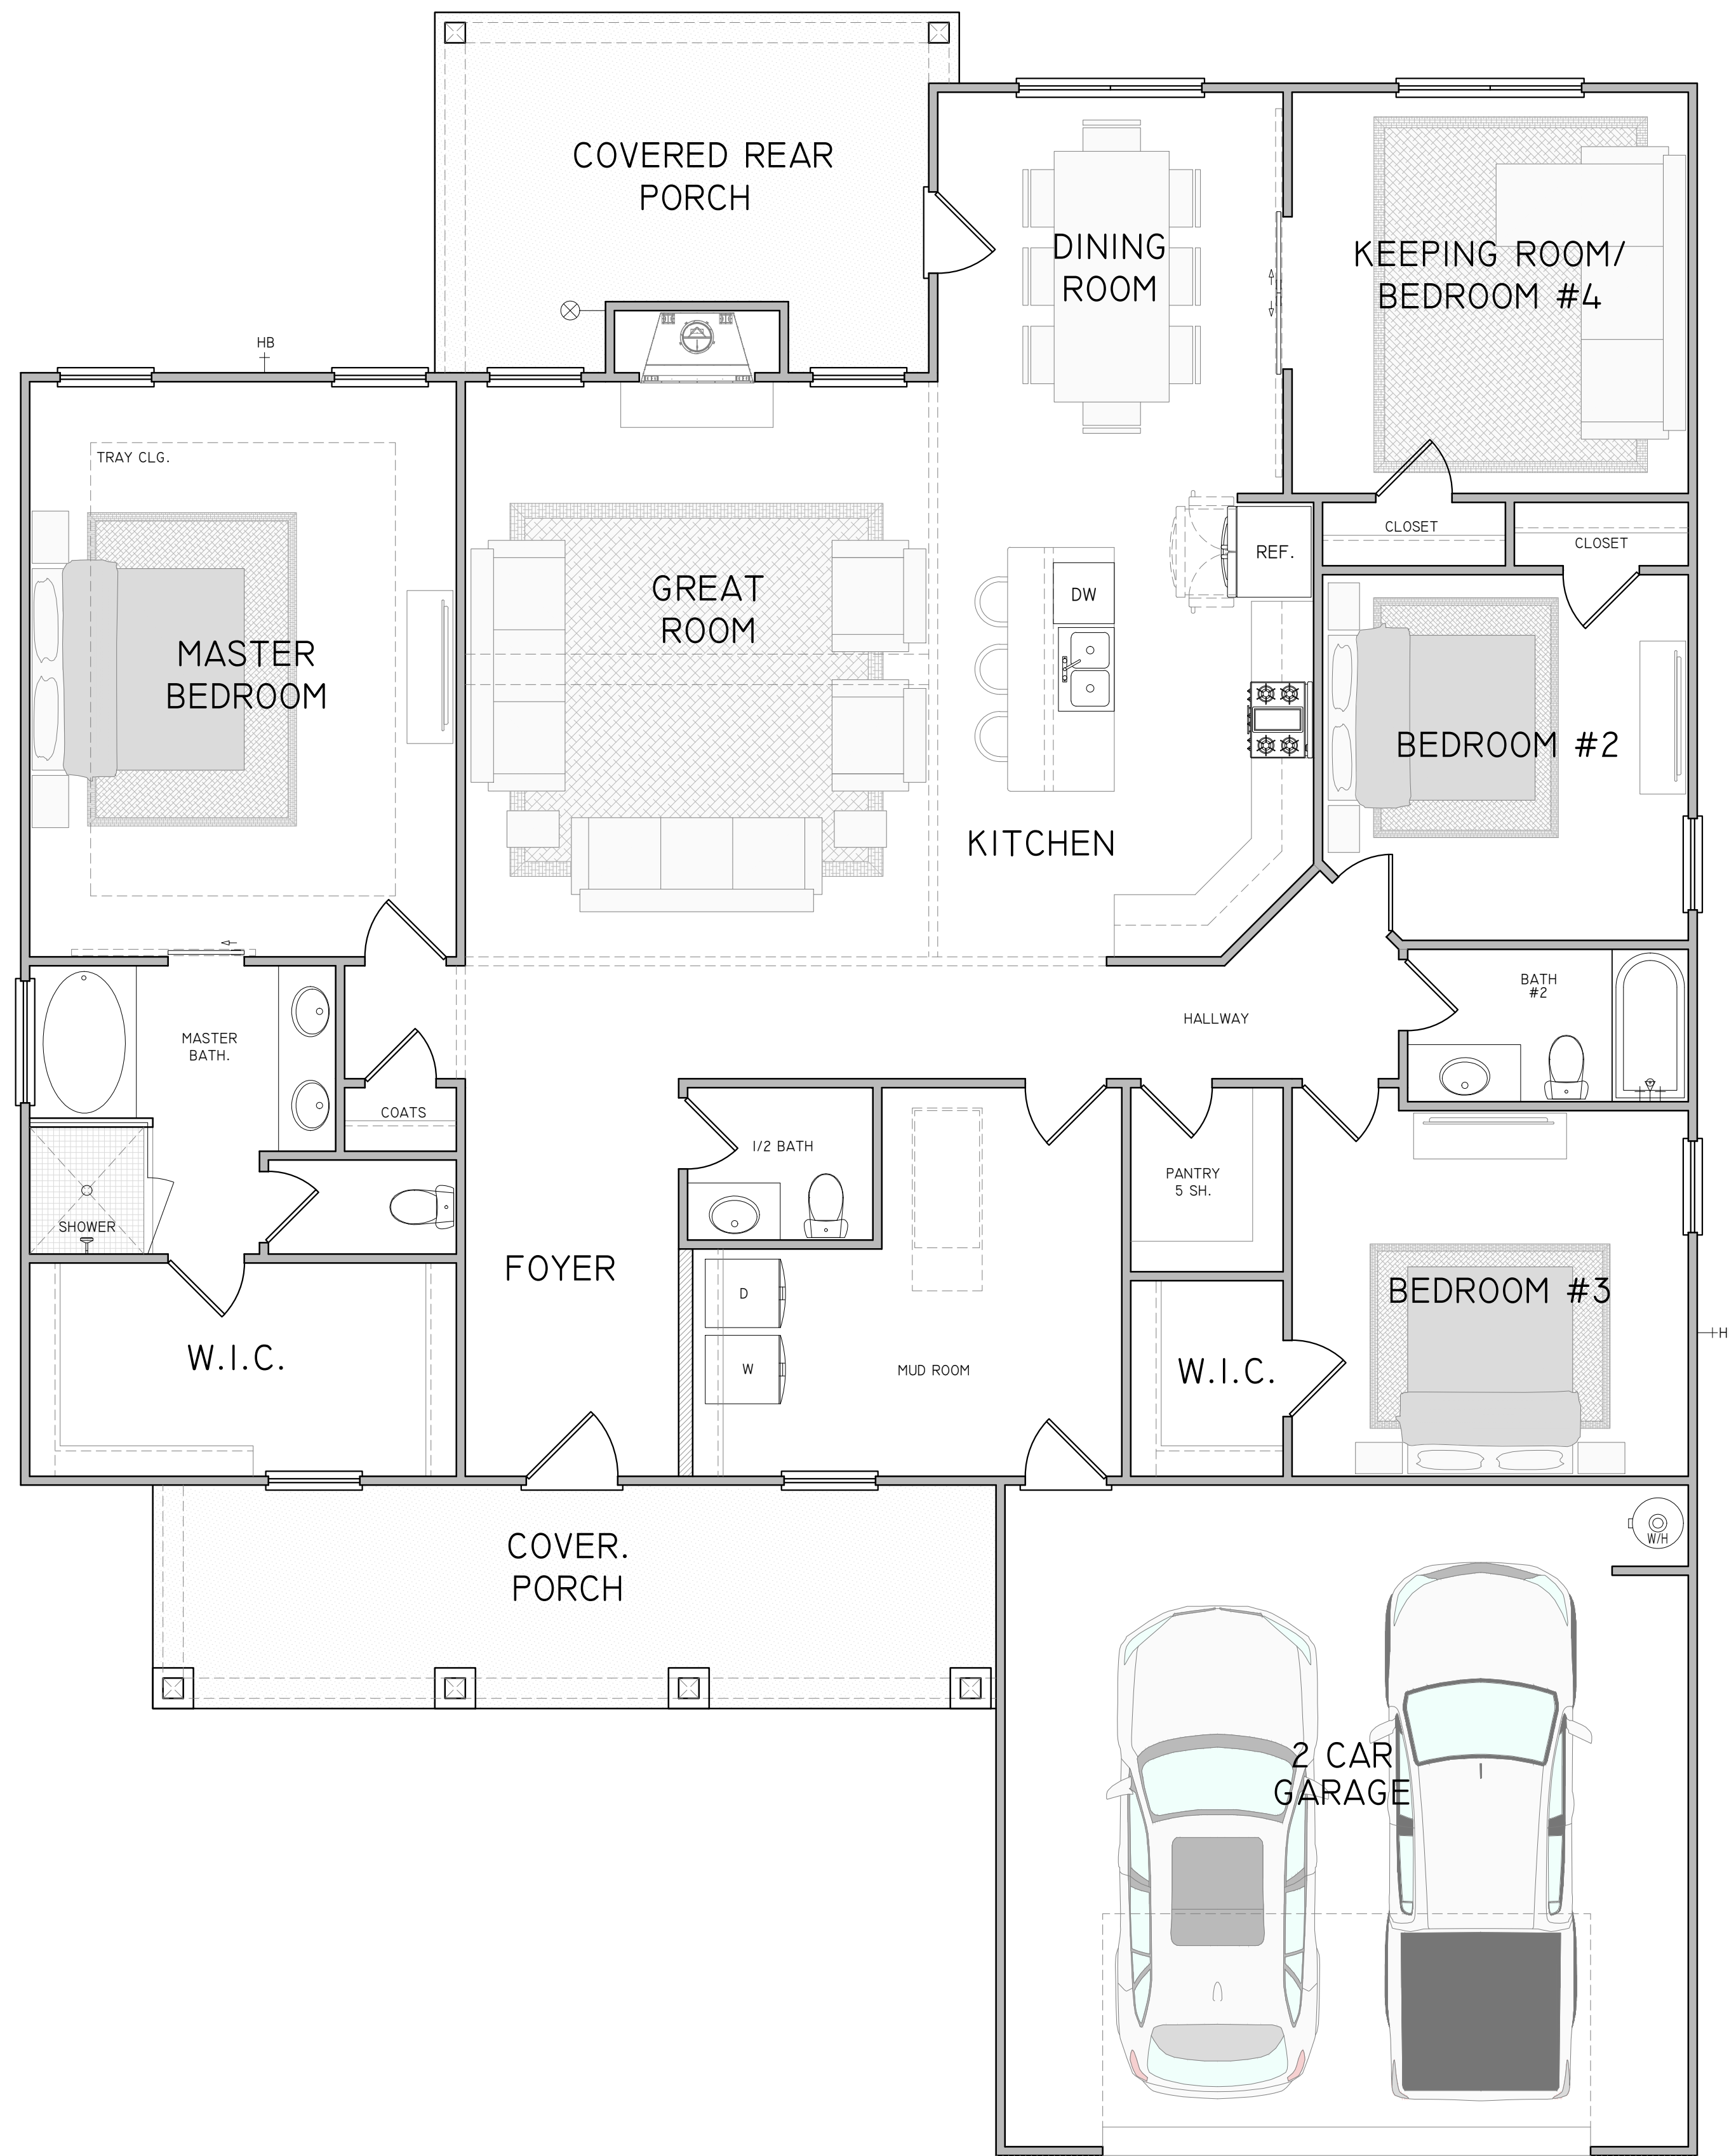 COVERED REAR
PORCH
DINING
ROOM
KEEPING ROOM/
BEDROOM #4
HB
TRAY CLG.
CLOSET
CLOSET
REF.
DW
GREAT
ROOM
MASTER
BEDROOM
BEDROOM #2
KITCHEN
BATH
#2
HALLWAY
MASTER
BATH.
COATS
1/2 BATH
PANTRY
5 SH.
SHOWER
FOYER
D
BEDROOM #3
H
W.I.C.
W
MUD ROOM
W.I.C.
COVER.
PORCH
W/H
2 CAR
GARAGE